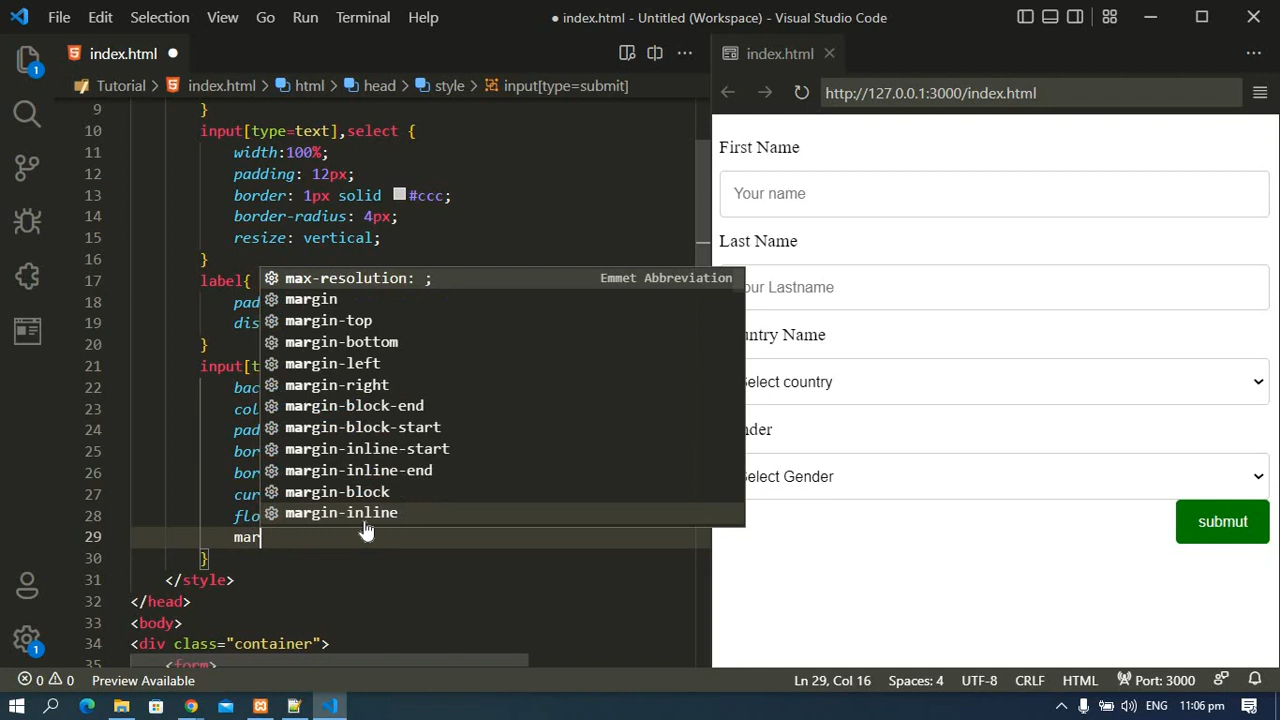 File Edit Selection View Go Run Terminal Help
● index.html - Untitled (Workspace) - Visual Studio Code
index.html ●
index.html
Tutorial > index.html > html > head > style > input[type=submit]
http://127.0.0.1:3000/index.html
9 }
10 input[type=text],select {
11 width:100%;
12 padding: 12px;
13 border: 1px solid #ccc;
14 border-radius: 4px;
15 resize: vertical;
16 }
17 label{
18 pad
19 dis
20 }
21 input[t
22 bac
23 col
24 pad
25 bor
26 bor
27 cur
28 flo
29 mar
30 }
31 </style>
32 </head>
33 <body>
34 <div class="container">
35 <form>
max-resolution: ; Emmet Abbreviation
margin
margin-top
margin-bottom
margin-left
margin-right
margin-block-end
margin-block-start
margin-inline-start
margin-inline-end
margin-block
margin-inline
First Name
Your name
Last Name
our Lastname
untry Name
Select country
nder
Select Gender
submut
1
1
0 0 Preview Available
Ln 29, Col 16 Spaces: 4 UTF-8 CRLF HTML Port: 3000
ENG 11:06 pm